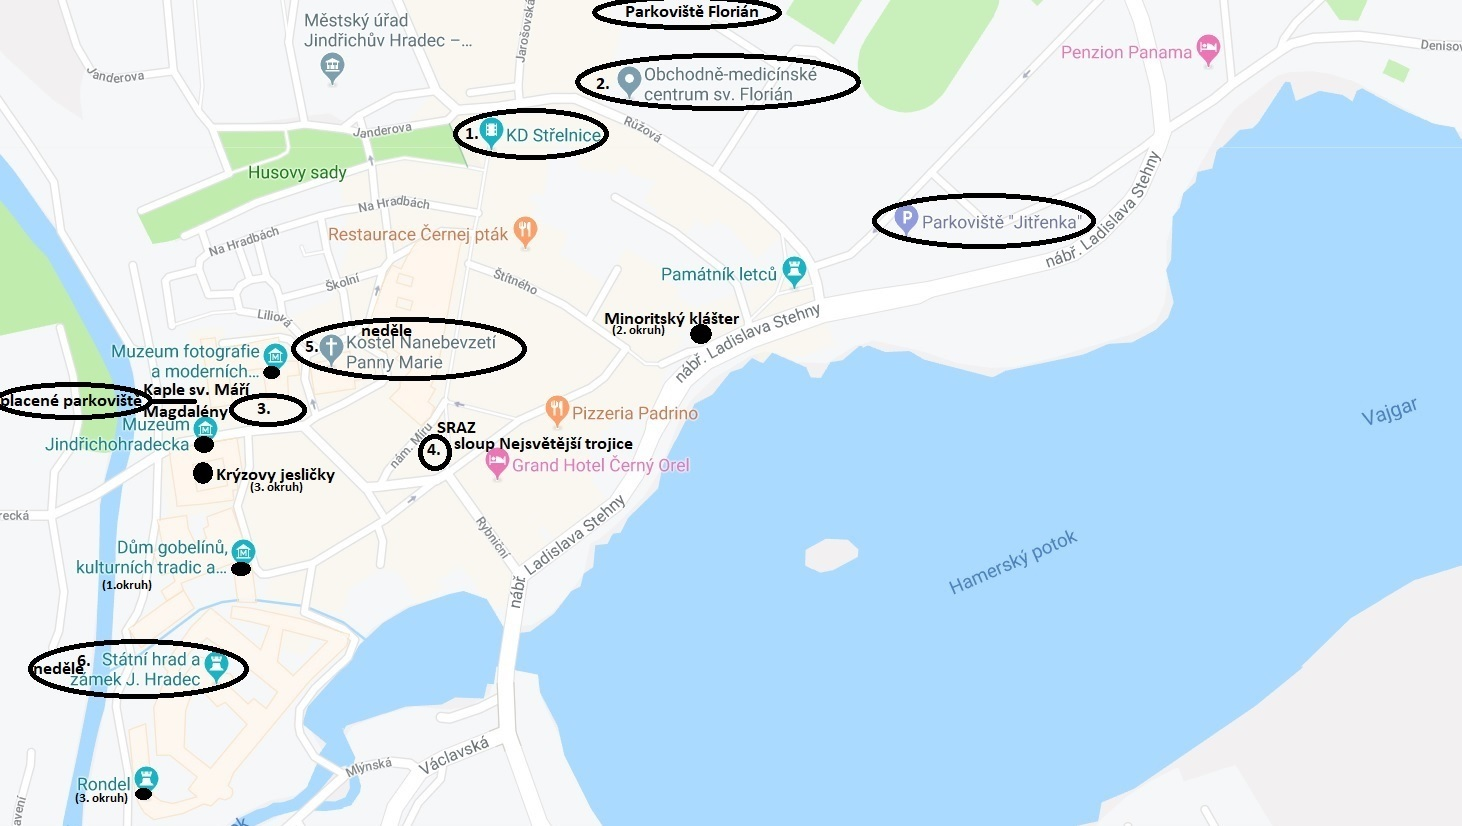 Parkoviště Florián
Městský úřad
Jindřichův Hradec –...
Jarošovská
Penzion Panama
Denisov
Janderova
2.
Obchodně-medicínské
centrum sv. Florián
Janderova
1.
KD Střelnice
Růžová
Husovy sady
Na Hradbách
Na Hradbách
Restaurace Černej pták
Parkoviště "Jitřenka"
nábř. Ladislava Stehny
Školní
Štítného
Památník letců
Lilioká
Minoritský klášter
(2. okruh)
nábř. Ladislava Stehny
neděle
5.
Kostel Nanebevzetí
Panny Marie
Muzeum fotografie
a moderních...
placené parkoviště
Kaple sv. Máří
Magdalény
3.
Muzeum
Jindřichohradecka
nám. Míru
SRAZ
4.
sloup Nejsvětější trojice
Pizzeria Padrino
Grand Hotel Černý Orel
Vajgar
Krýzovy jesličky
(3. okruh)
recká
Rybniční
nábř. Ladislava Stehny
Dům gobelínů,
kulturních tradic a...
(1.okruh)
Hamerský potok
neděle
6.
Státní hrad a
zámek J. Hradec
Václavská
Mlýnská
Rondel
(3. okruh)
avení